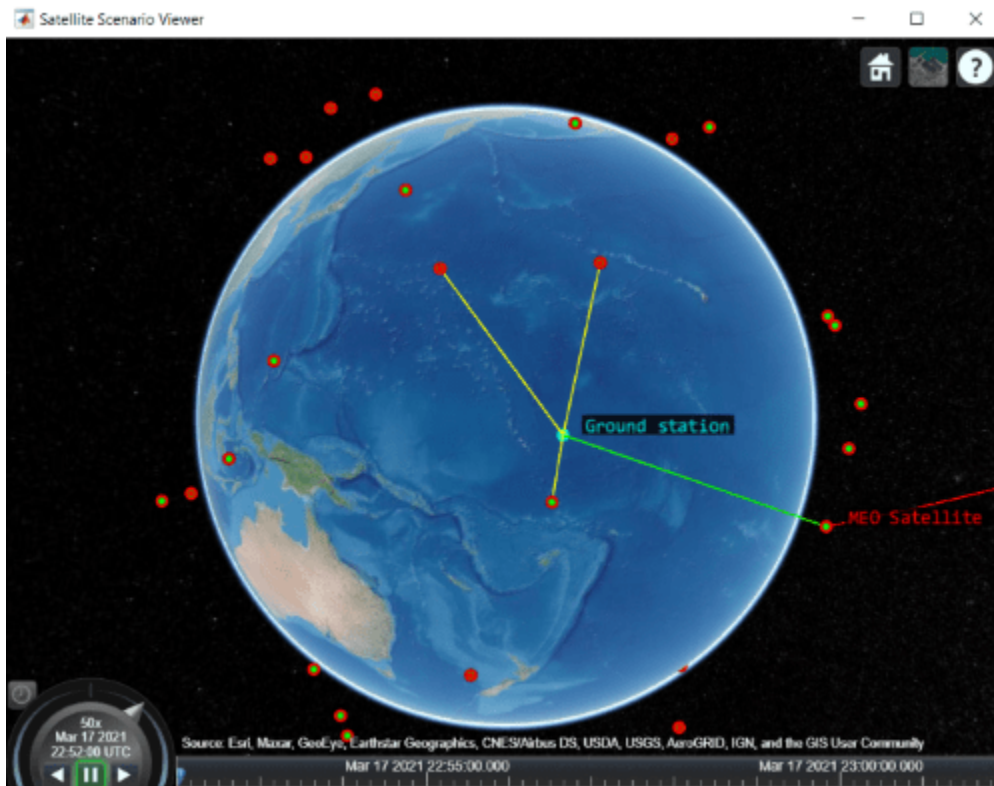 Satellite Scenario Viewer
?
Ground station
MEO Satellite
50x
Mar 17 2021
22:52:00 UTC
Source: Esri, Maxar, GeoEye, Earthstar Geographics, CNES/Airbus DS, USDA, USGS, AeroGRID, IGN, and the GIS User Community
Mar 17 2021 22:55:00.000 Mar 17 2021 23:00:00.000